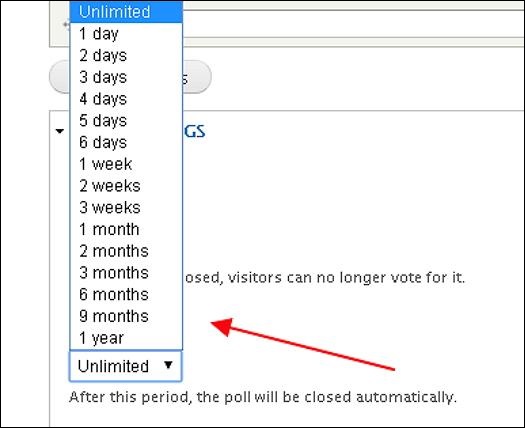 Unlimited
1 day
2 days
3 days
4 days
5 days
6 days
1 week
2 weeks
3 weeks
1 month
2 months
3 months
6 months
9 months
1 year
GS
osed, visitors can no longer vote for it.
Unlimited
After this period, the poll will be closed automatically.